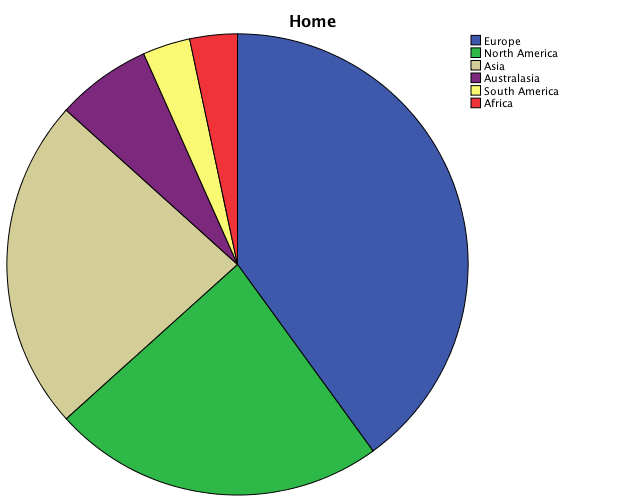 Home
Europe
North America
Asia
Australasia
South America
Africa